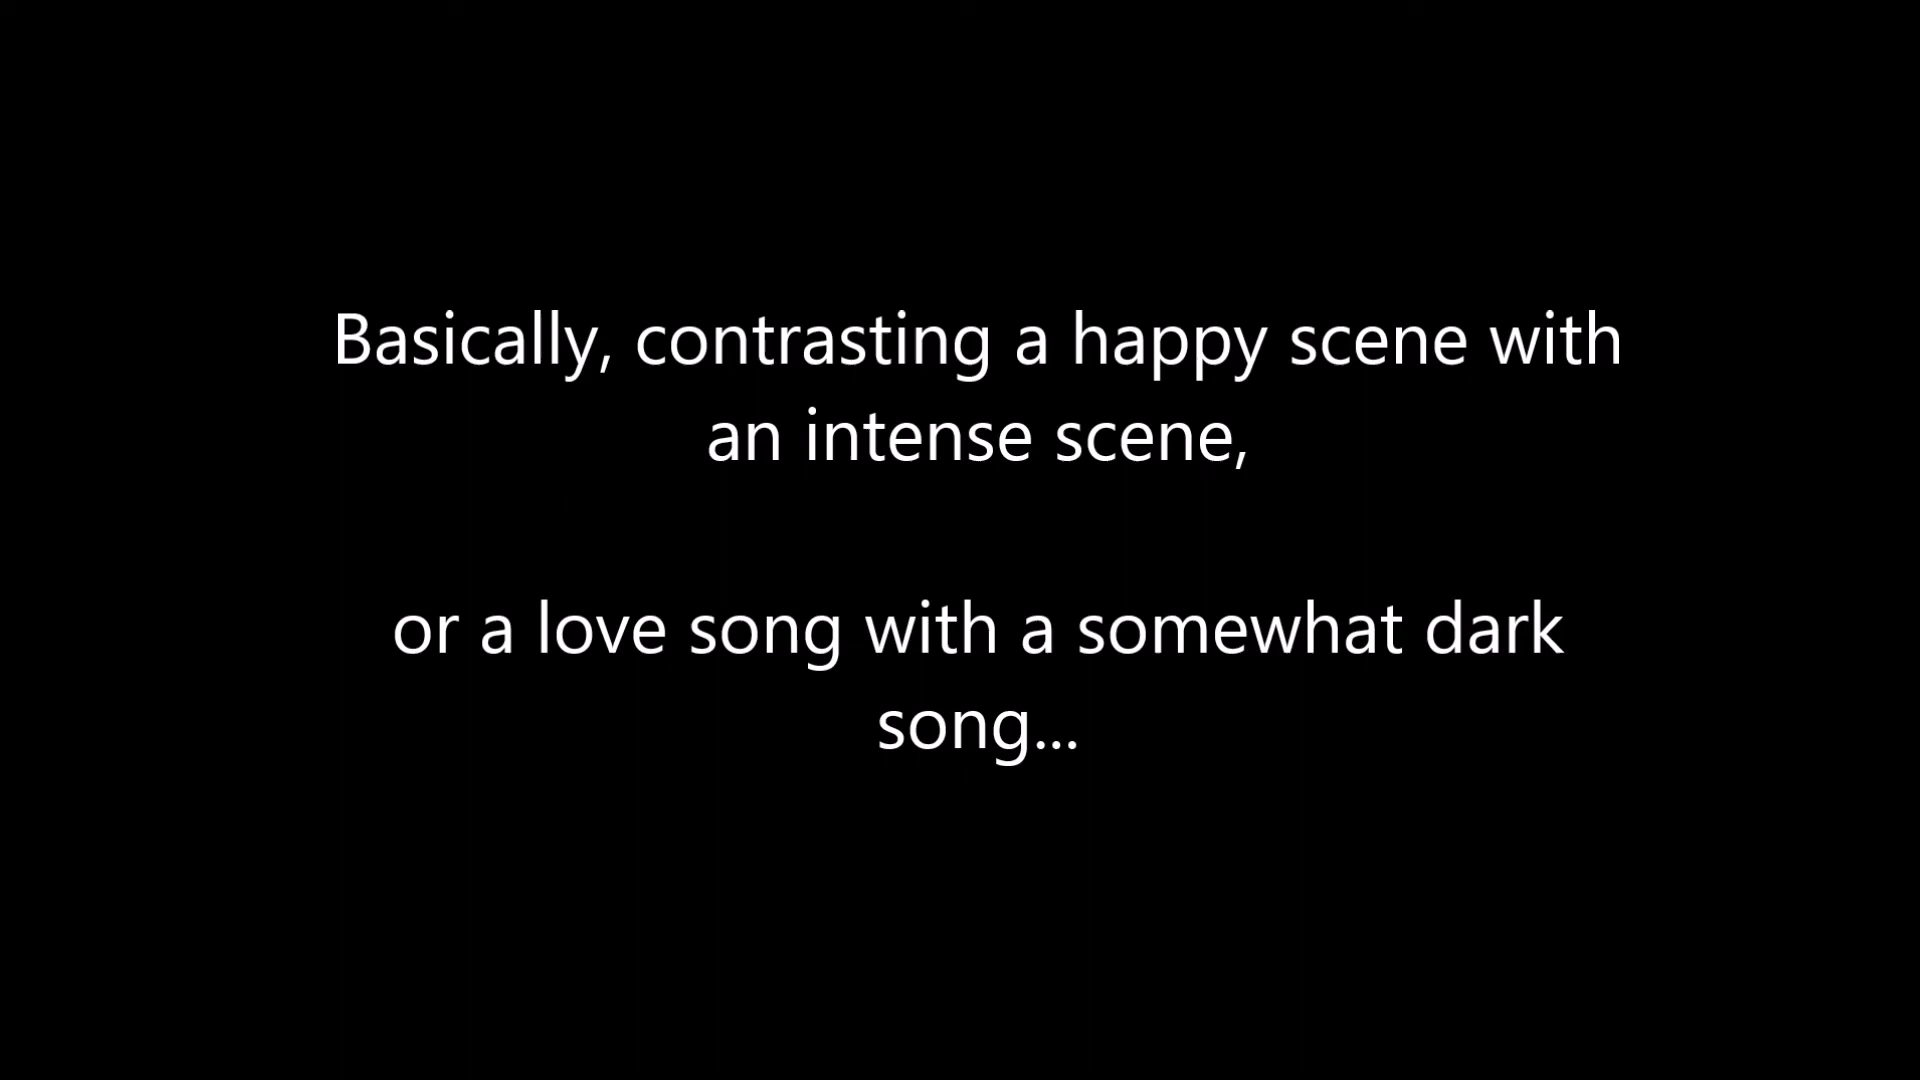 Basically, contrasting a happy scene with
an intense scene,
or a love song with a somewhat dark
song...